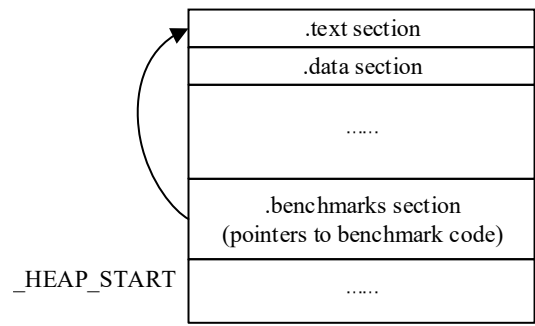 .text section
.data section
......
.benchmarks section
(pointers to benchmark code)
_HEAP_START
......